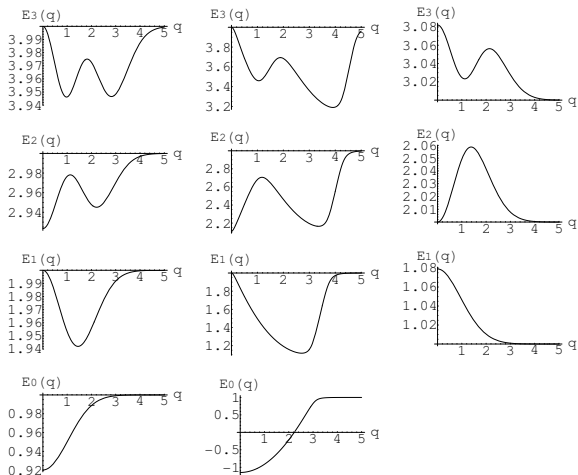 E3(q)
3.99
3.98
3.97
3.96
3.95
3.94
1 2 3 4 5 q
E3(q)
3.8
3.6
3.4
3.2
1 2 3 4 5 q
E3(q)
3.08
3.06
3.04
3.02
1 2 3 4 5 q
E2(q)
2.98
2.96
2.94
1 2 3 4 5 q
E2(q)
2.8
2.6
2.4
2.2
1 2 3 4 5 q
E2(q)
2.06
2.05
2.04
2.03
2.02
2.01
1 2 3 4 5 q
E1(q)
1.99
1.98
1.97
1.96
1.95
1.94
1 2 3 4 5 q
E1(q)
1.8
1.6
1.4
1.2
1 2 3 4 5 q
E1(q)
1.08
1.06
1.04
1.02
1 2 3 4 5 q
E0(q)
0.98
0.96
0.94
0.92
1 2 3 4 5 q
E0(q)
1
0.5
-0.5
-1
1 2 3 4 5 q